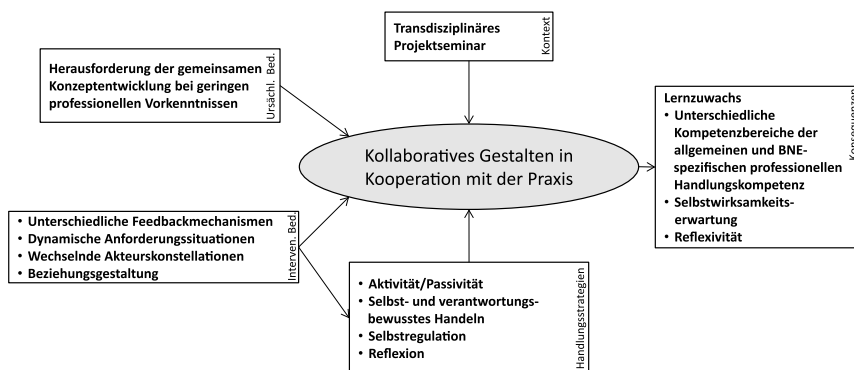 Transdisziplinäres
Projektseminar
Kontext
Herausforderung der gemeinsamen
Konzeptentwicklung bei geringen
professionellen Vorkenntnissen
Ursächl. Bed.
Kollaboratives Gestalten in
Kooperation mit der Praxis
Lernzuwachs
• Unterschiedliche
Kompetenzbereiche der
allgemeinen und BNE-
spezifischen professionellen
Handlungskompetenz
• Selbstwirksamkeits-
erwartung
• Reflexivität
Konsequenzen
• Unterschiedliche Feedbackmechanismen
• Dynamische Anforderungssituationen
• Wechselnde Akteurskonstellationen
• Beziehungsgestaltung
Interven. Bed.
• Aktivität/Passivität
• Selbst- und verantwortungs-
bewusstes Handeln
• Selbstregulation
• Reflexion
Handlungsstrategien